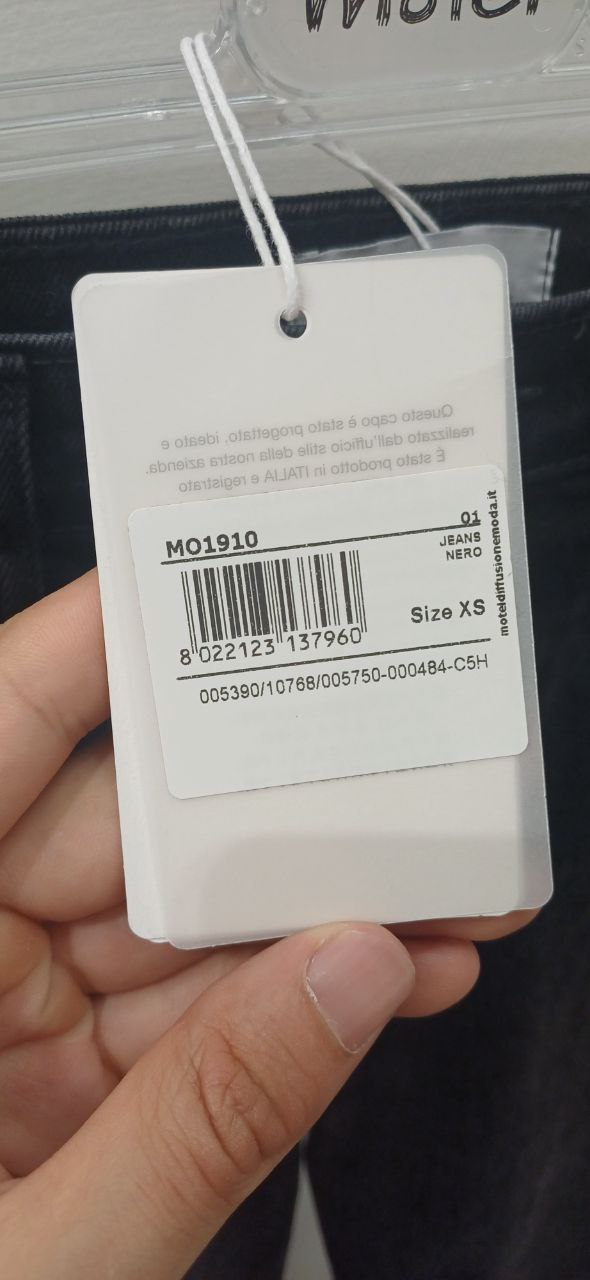 Motel
Questo capo è stato progettato, ideato e
realizzato dall'ufficio stile della nostra azienda.
È stato prodotto in ITALIA e registrato
MO1910
01
JEANS
NERO
Size XS
moteldiffusionemoda.it
8 022123 137960
005390/10768/005750-000484-C5H